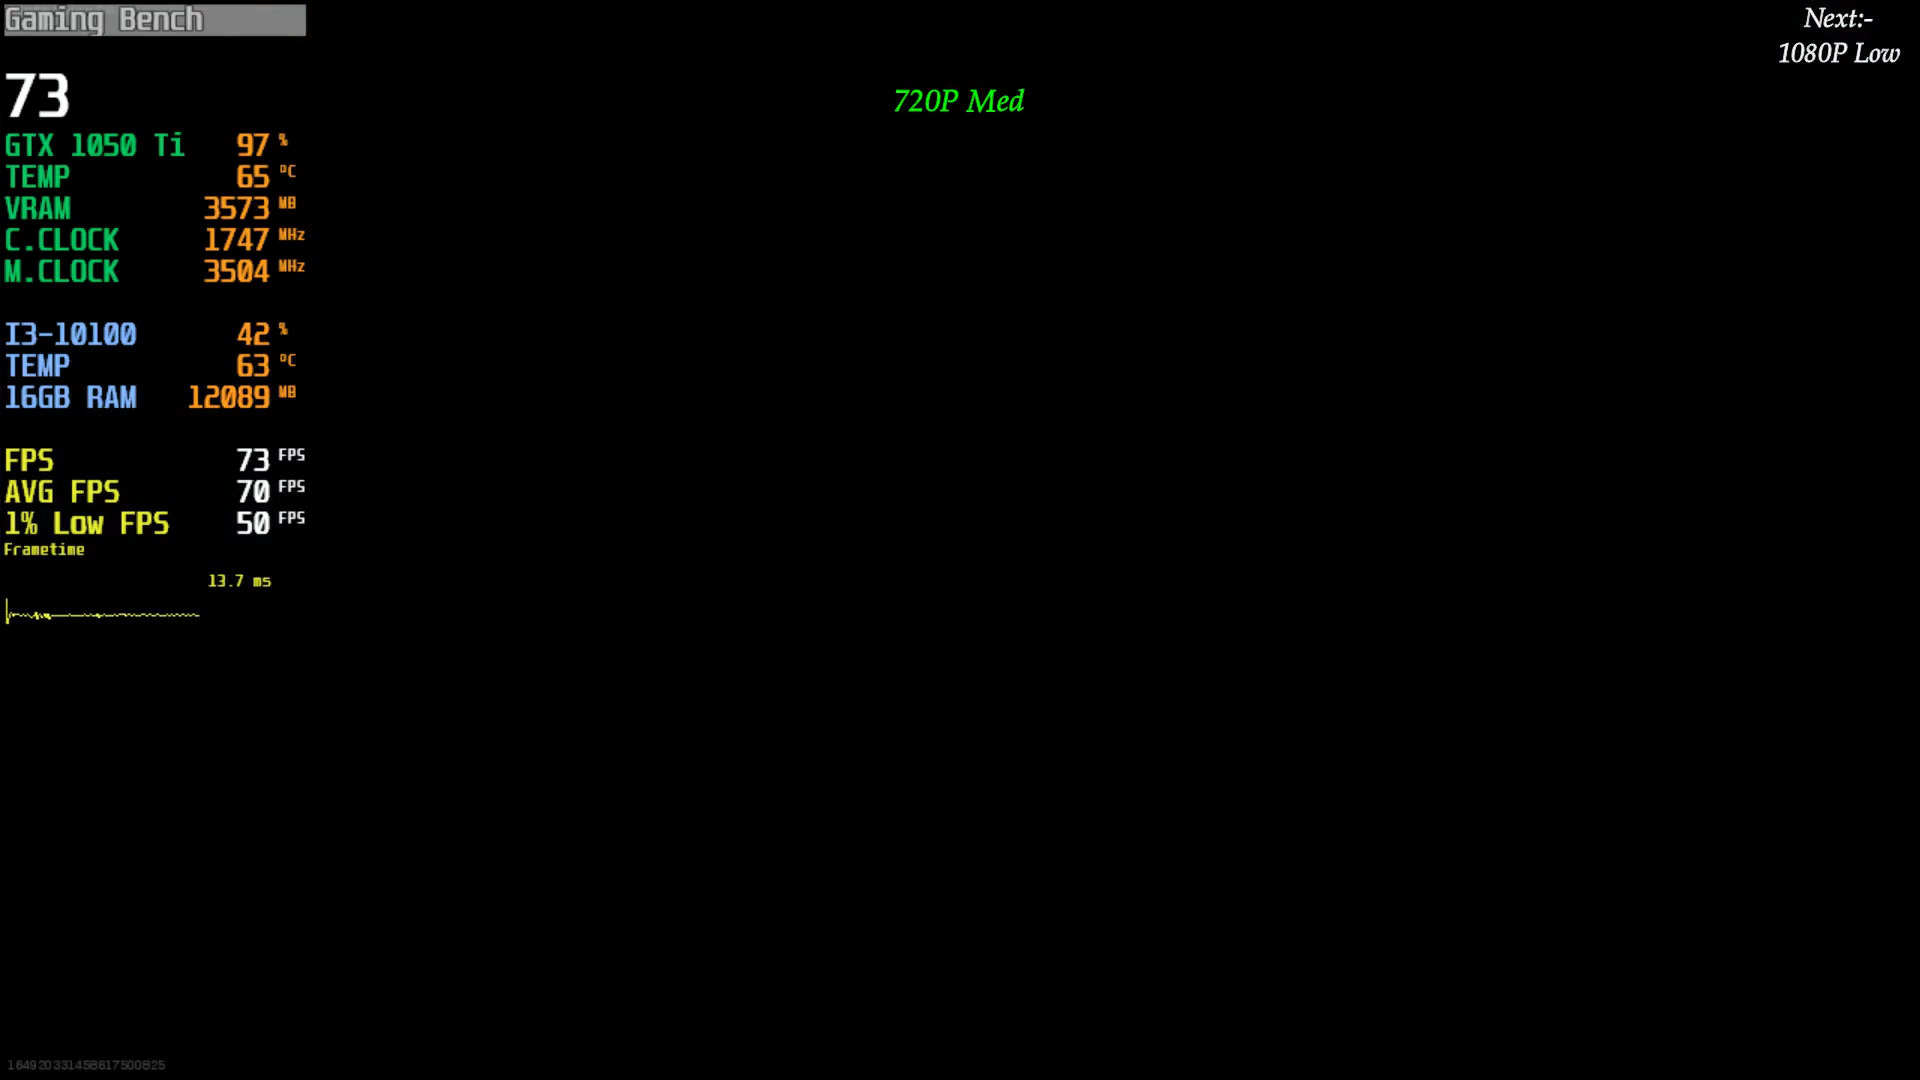 Gaming Bench
Next:-
1080P Low
73
720P Med
GTX 1050 Ti 97 %
TEMP 65 °C
VRAM 3573 MB
C.CLOCK 1747 MHz
M.CLOCK 3504 MHz
I3-10100 42 %
TEMP 63 °C
16GB RAM 12089 MB
FPS 73 FPS
AVG FPS 70 FPS
1% Low FPS 50 FPS
Frametime
13.7 ms
164920331458617500825